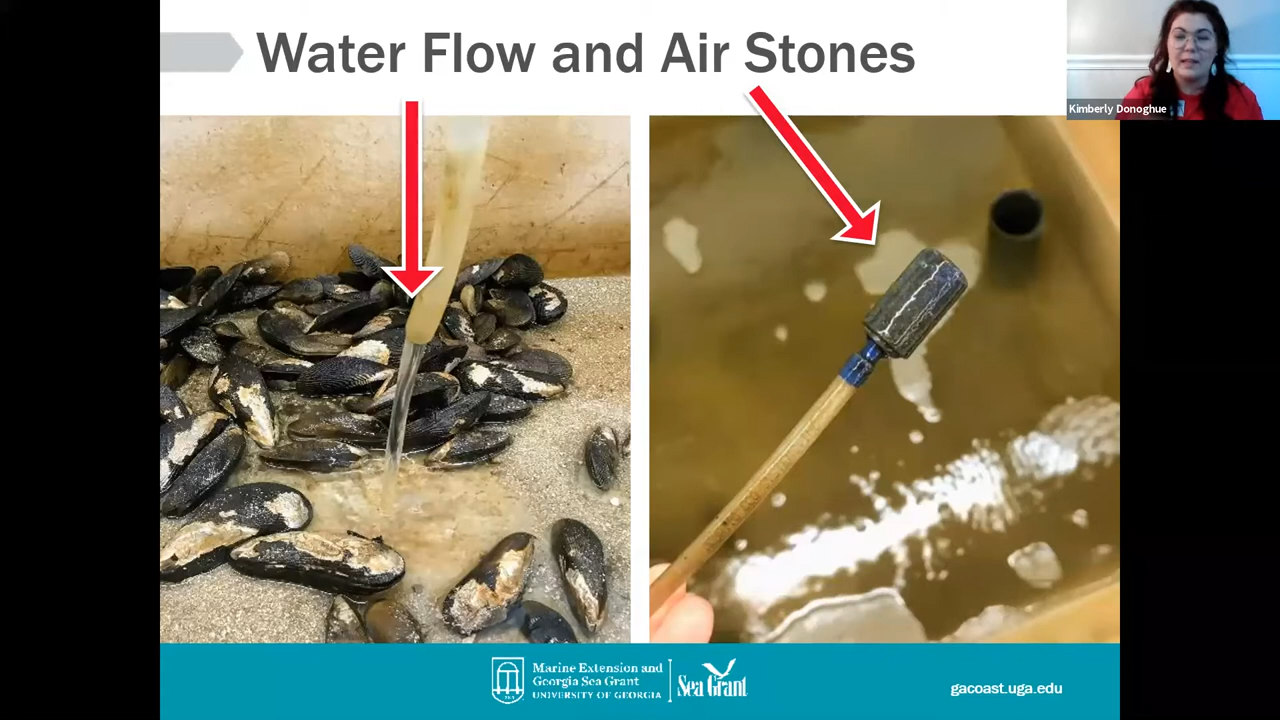 Water Flow and Air Stones
Kimberly Donoghue
Marine Extension and
Georgia Sea Grant
UNIVERSITY OF GEORGIA
Sea Grant
gacoast.uga.edu